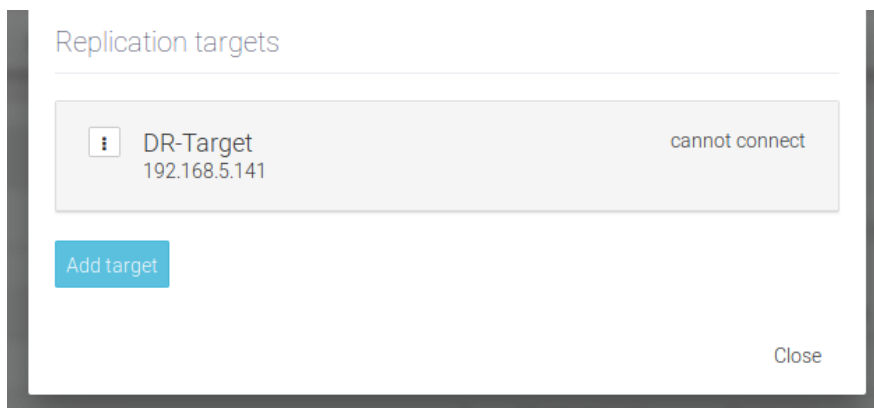 Replication targets
DR-Target
cannot connect
192.168.5.141
Add target
Close